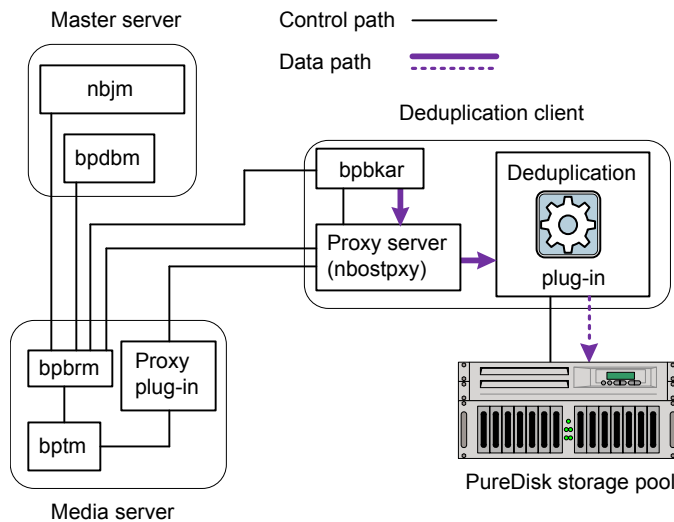 Master server
Control path
Data path
nbjm
bpdbm
Deduplication client
bpbkar
Proxy server
(nbostpxy)
Deduplication
plug-in
bpbrm
Proxy
plug-in
bptm
Media server
PureDisk storage pool